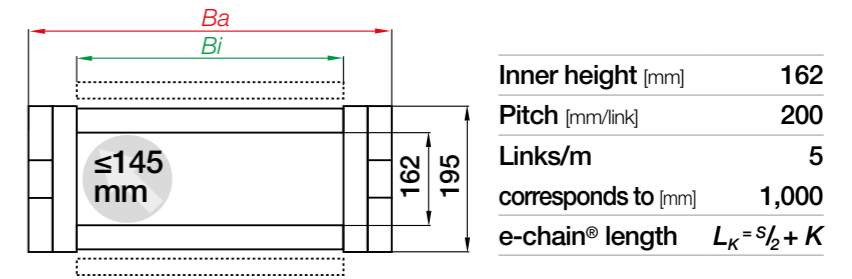 Ba
Bi
≤145
mm
162
195
Inner height [mm] 162
Pitch [mm/link] 200
Links/m 5
corresponds to [mm] 1,000
e-chain® length L_K = S/2 + K